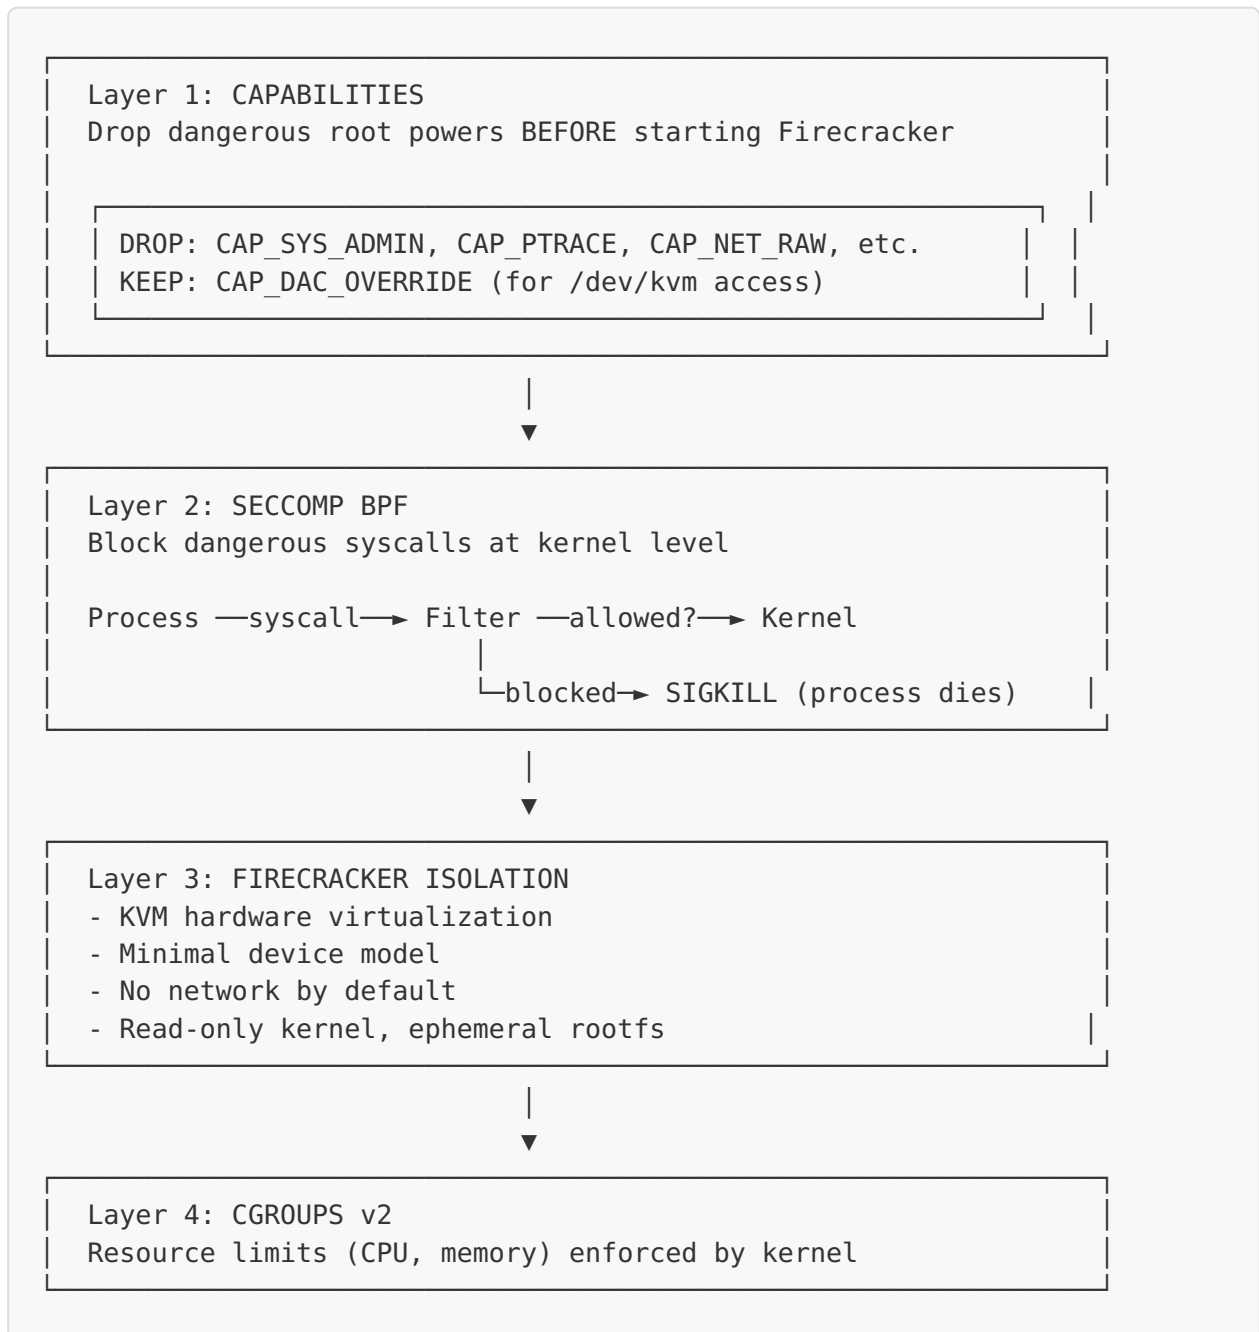 Layer 1: CAPABILITIES
Drop dangerous root powers BEFORE starting Firecracker
DROP: CAP_SYS_ADMIN, CAP_PTRACE, CAP_NET_RAW, etc.
KEEP: CAP_DAC_OVERRIDE (for /dev/kvm access)
Layer 2: SECCOMP BPF
Block dangerous syscalls at kernel level
Process ──syscall──► Filter ──allowed?──► Kernel
└─blocked─► SIGKILL (process dies)
Layer 3: FIRECRACKER ISOLATION
- KVM hardware virtualization
- Minimal device model
- No network by default
- Read-only kernel, ephemeral rootfs
Layer 4: CGROUPS v2
Resource limits (CPU, memory) enforced by kernel